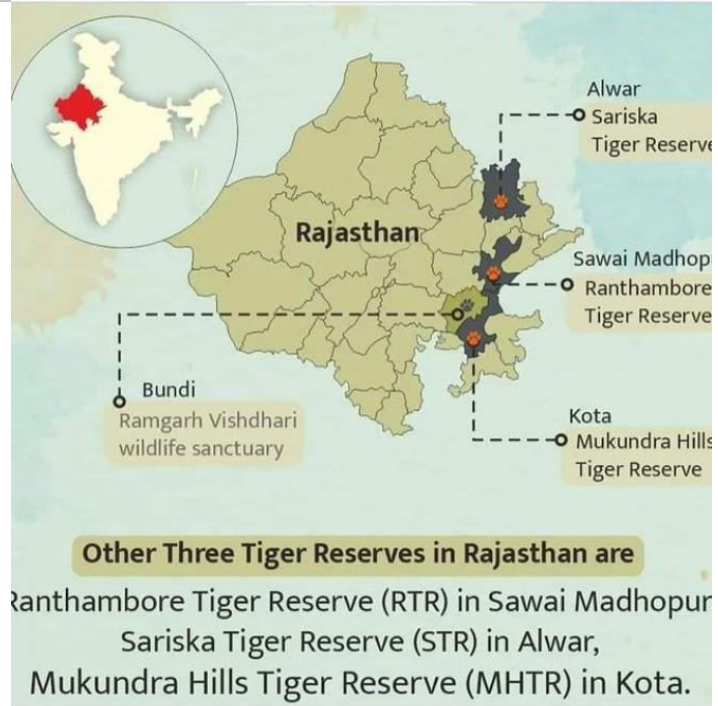 Alwar
Sariska
Tiger Reserve
Rajasthan
Sawai Madhopu
Ranthambore
Tiger Reserve
Bundi
Ramgarh Vishdhari
wildlife sanctuary
Kota
Mukundra Hills
Tiger Reserve
Other Three Tiger Reserves in Rajasthan are
Ranthambore Tiger Reserve (RTR) in Sawai Madhopur
Sariska Tiger Reserve (STR) in Alwar,
Mukundra Hills Tiger Reserve (MHTR) in Kota.